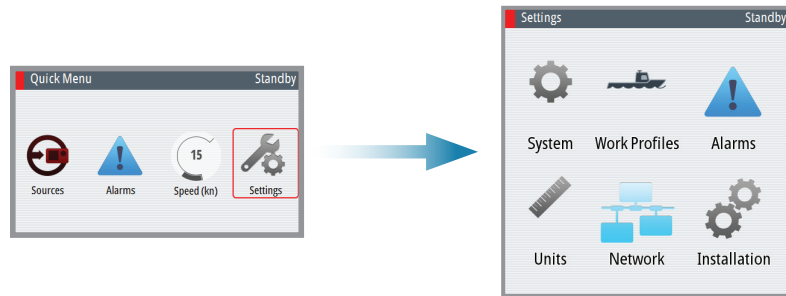 Quick Menu Standby
15
Sources Alarms Speed (kn) Settings
Settings Standby
System Work Profiles Alarms
Units Network Installation